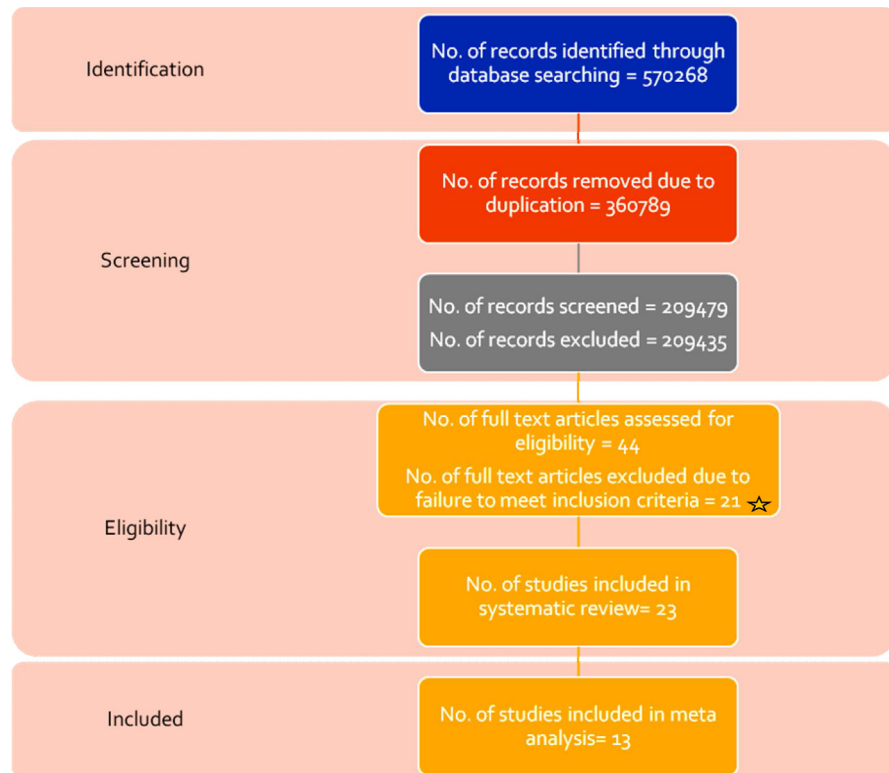 Identification
No. of records identified through
database searching = 570268
Screening
No. of records removed due to
duplication = 360789
No. of records screened = 209479
No. of records excluded = 209435
Eligibility
No. of full text articles assessed for
eligibility = 44
No. of full text articles excluded due to
failure to meet inclusion criteria = 21 ☆
No. of studies included in
systematic review= 23
Included
No. of studies included in meta
analysis= 13